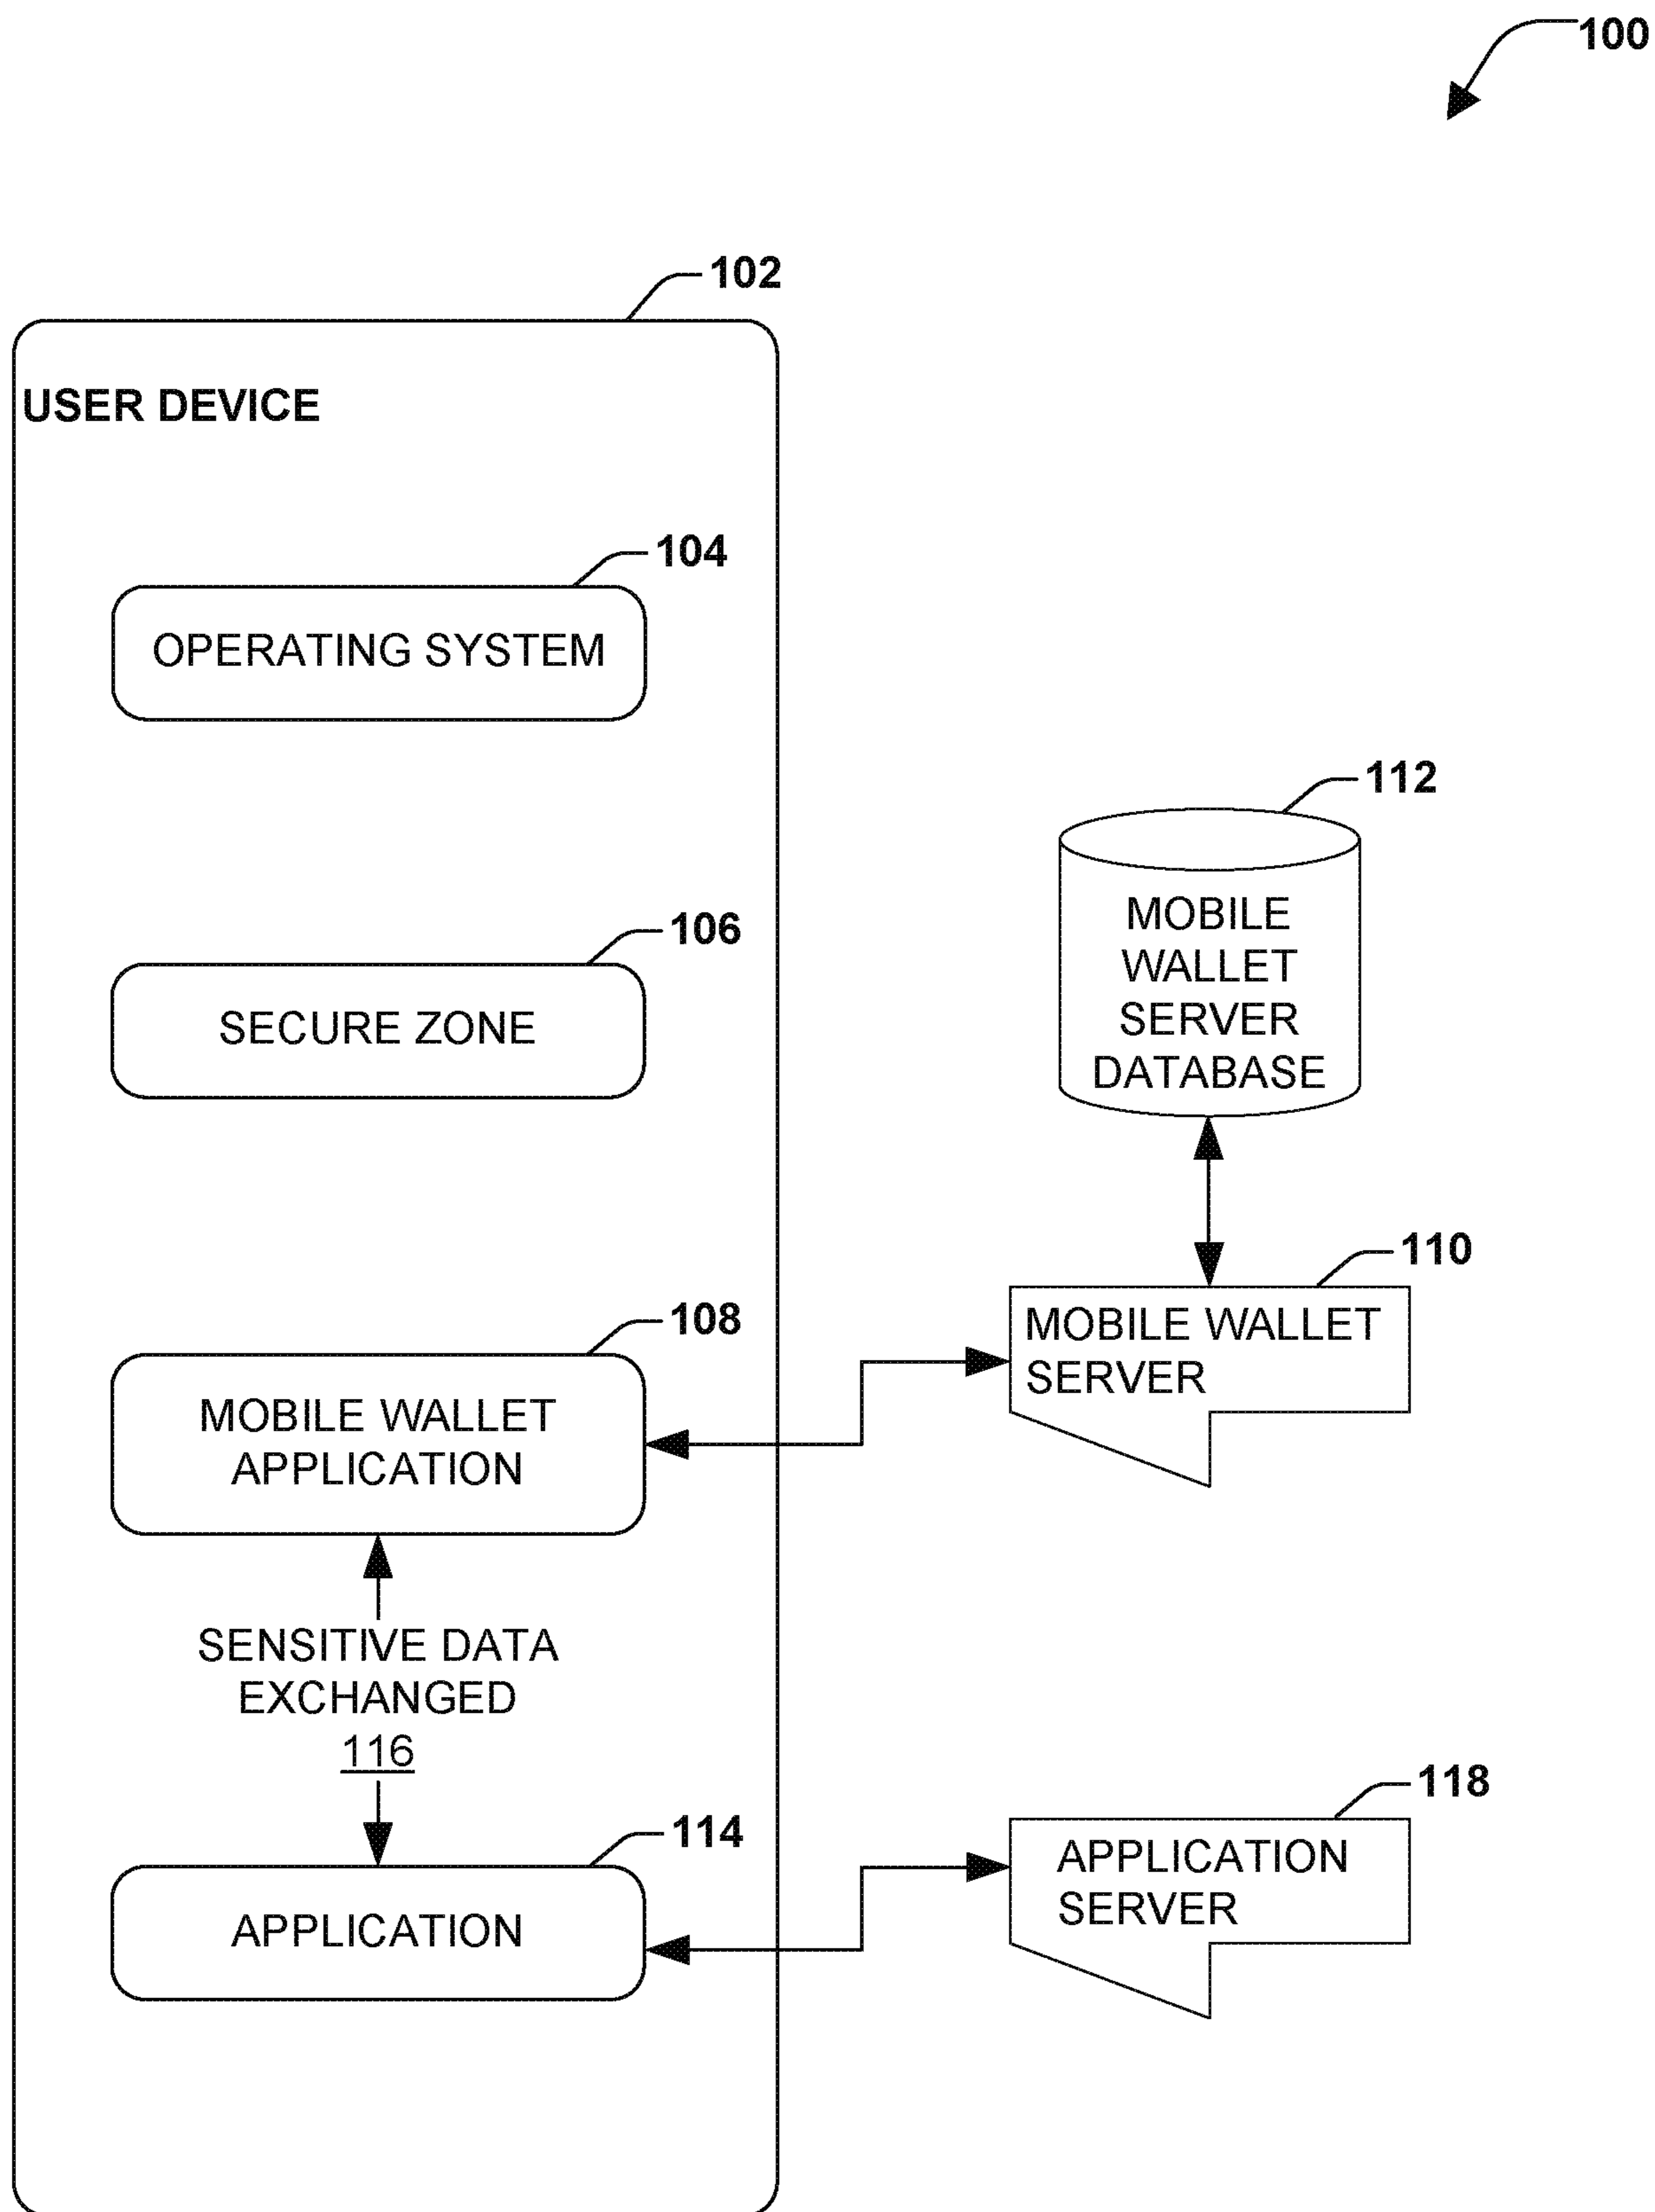 100
102
USER DEVICE
104
OPERATING SYSTEM
106
SECURE ZONE
108
MOBILE WALLET
APPLICATION
SENSITIVE DATA
EXCHANGED
116
114
APPLICATION
112
MOBILE
WALLET
SERVER
DATABASE
110
MOBILE WALLET
SERVER
118
APPLICATION
SERVER